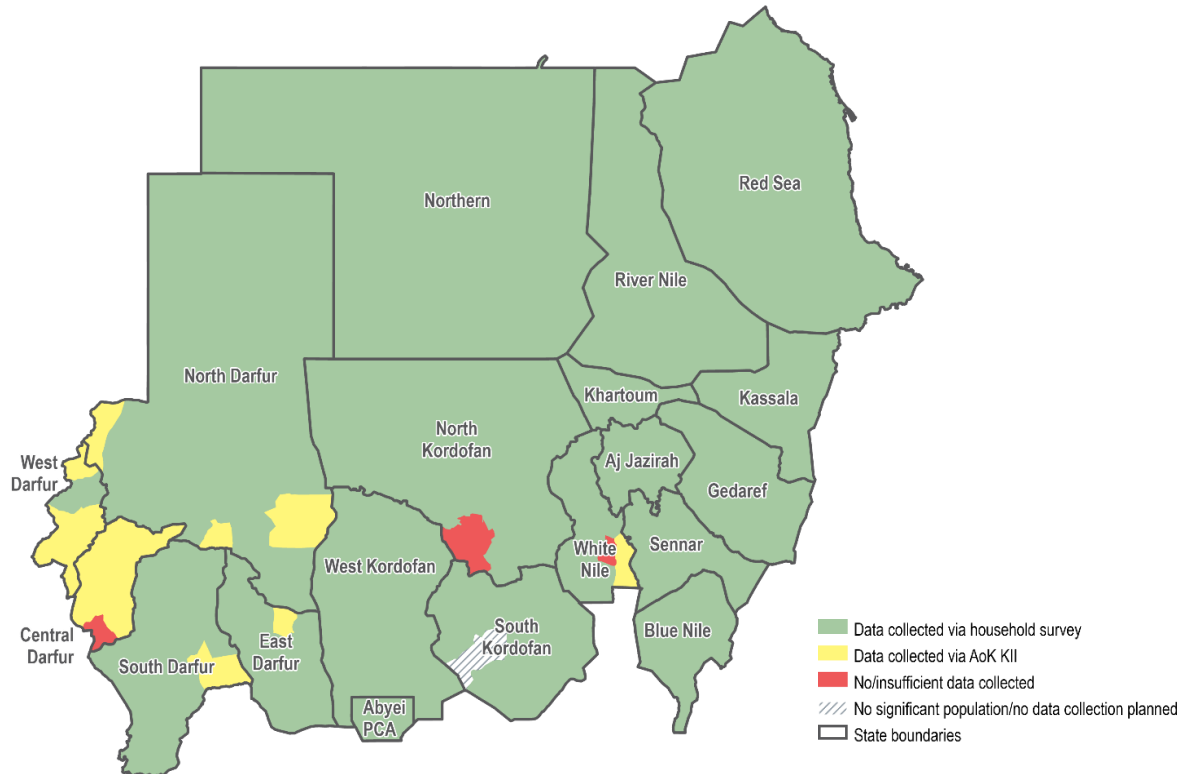 Red Sea
Northern
River Nile
North Darfur
Khartoum
Kassala
North
Kordofan
West
Darfur
Aj Jazirah
Gedaref
White
Nile
Sennar
West Kordofan
Central
Darfur
South Darfur
East
Darfur
South
Kordofan
Blue Nile
Abyei
PCA
Data collected via household survey
Data collected via AoK KII
No/insufficient data collected
No significant population/no data collection planned
State boundaries